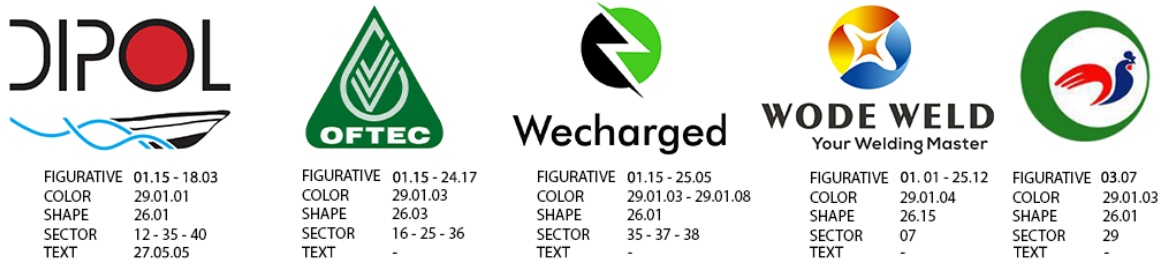 DIPOL
FIGURATIVE 01.15 - 18.03
COLOR 29.01.01
SHAPE 26.01
SECTOR 12 - 35 - 40
TEXT 27.05.05
OFTEC
FIGURATIVE 01.15 - 24.17
COLOR 29.01.03
SHAPE 26.03
SECTOR 16 - 25 - 36
TEXT -
Wecharged
FIGURATIVE 01.15 - 25.05
COLOR 29.01.03 - 29.01.08
SHAPE 26.01
SECTOR 35 - 37 - 38
TEXT -
WODE WELD
Your Welding Master
FIGURATIVE 01. 01 - 25.12
COLOR 29.01.04
SHAPE 26.15
SECTOR 07
TEXT -
FIGURATIVE 03.07
COLOR 29.01.03
SHAPE 26.01
SECTOR 29
TEXT -